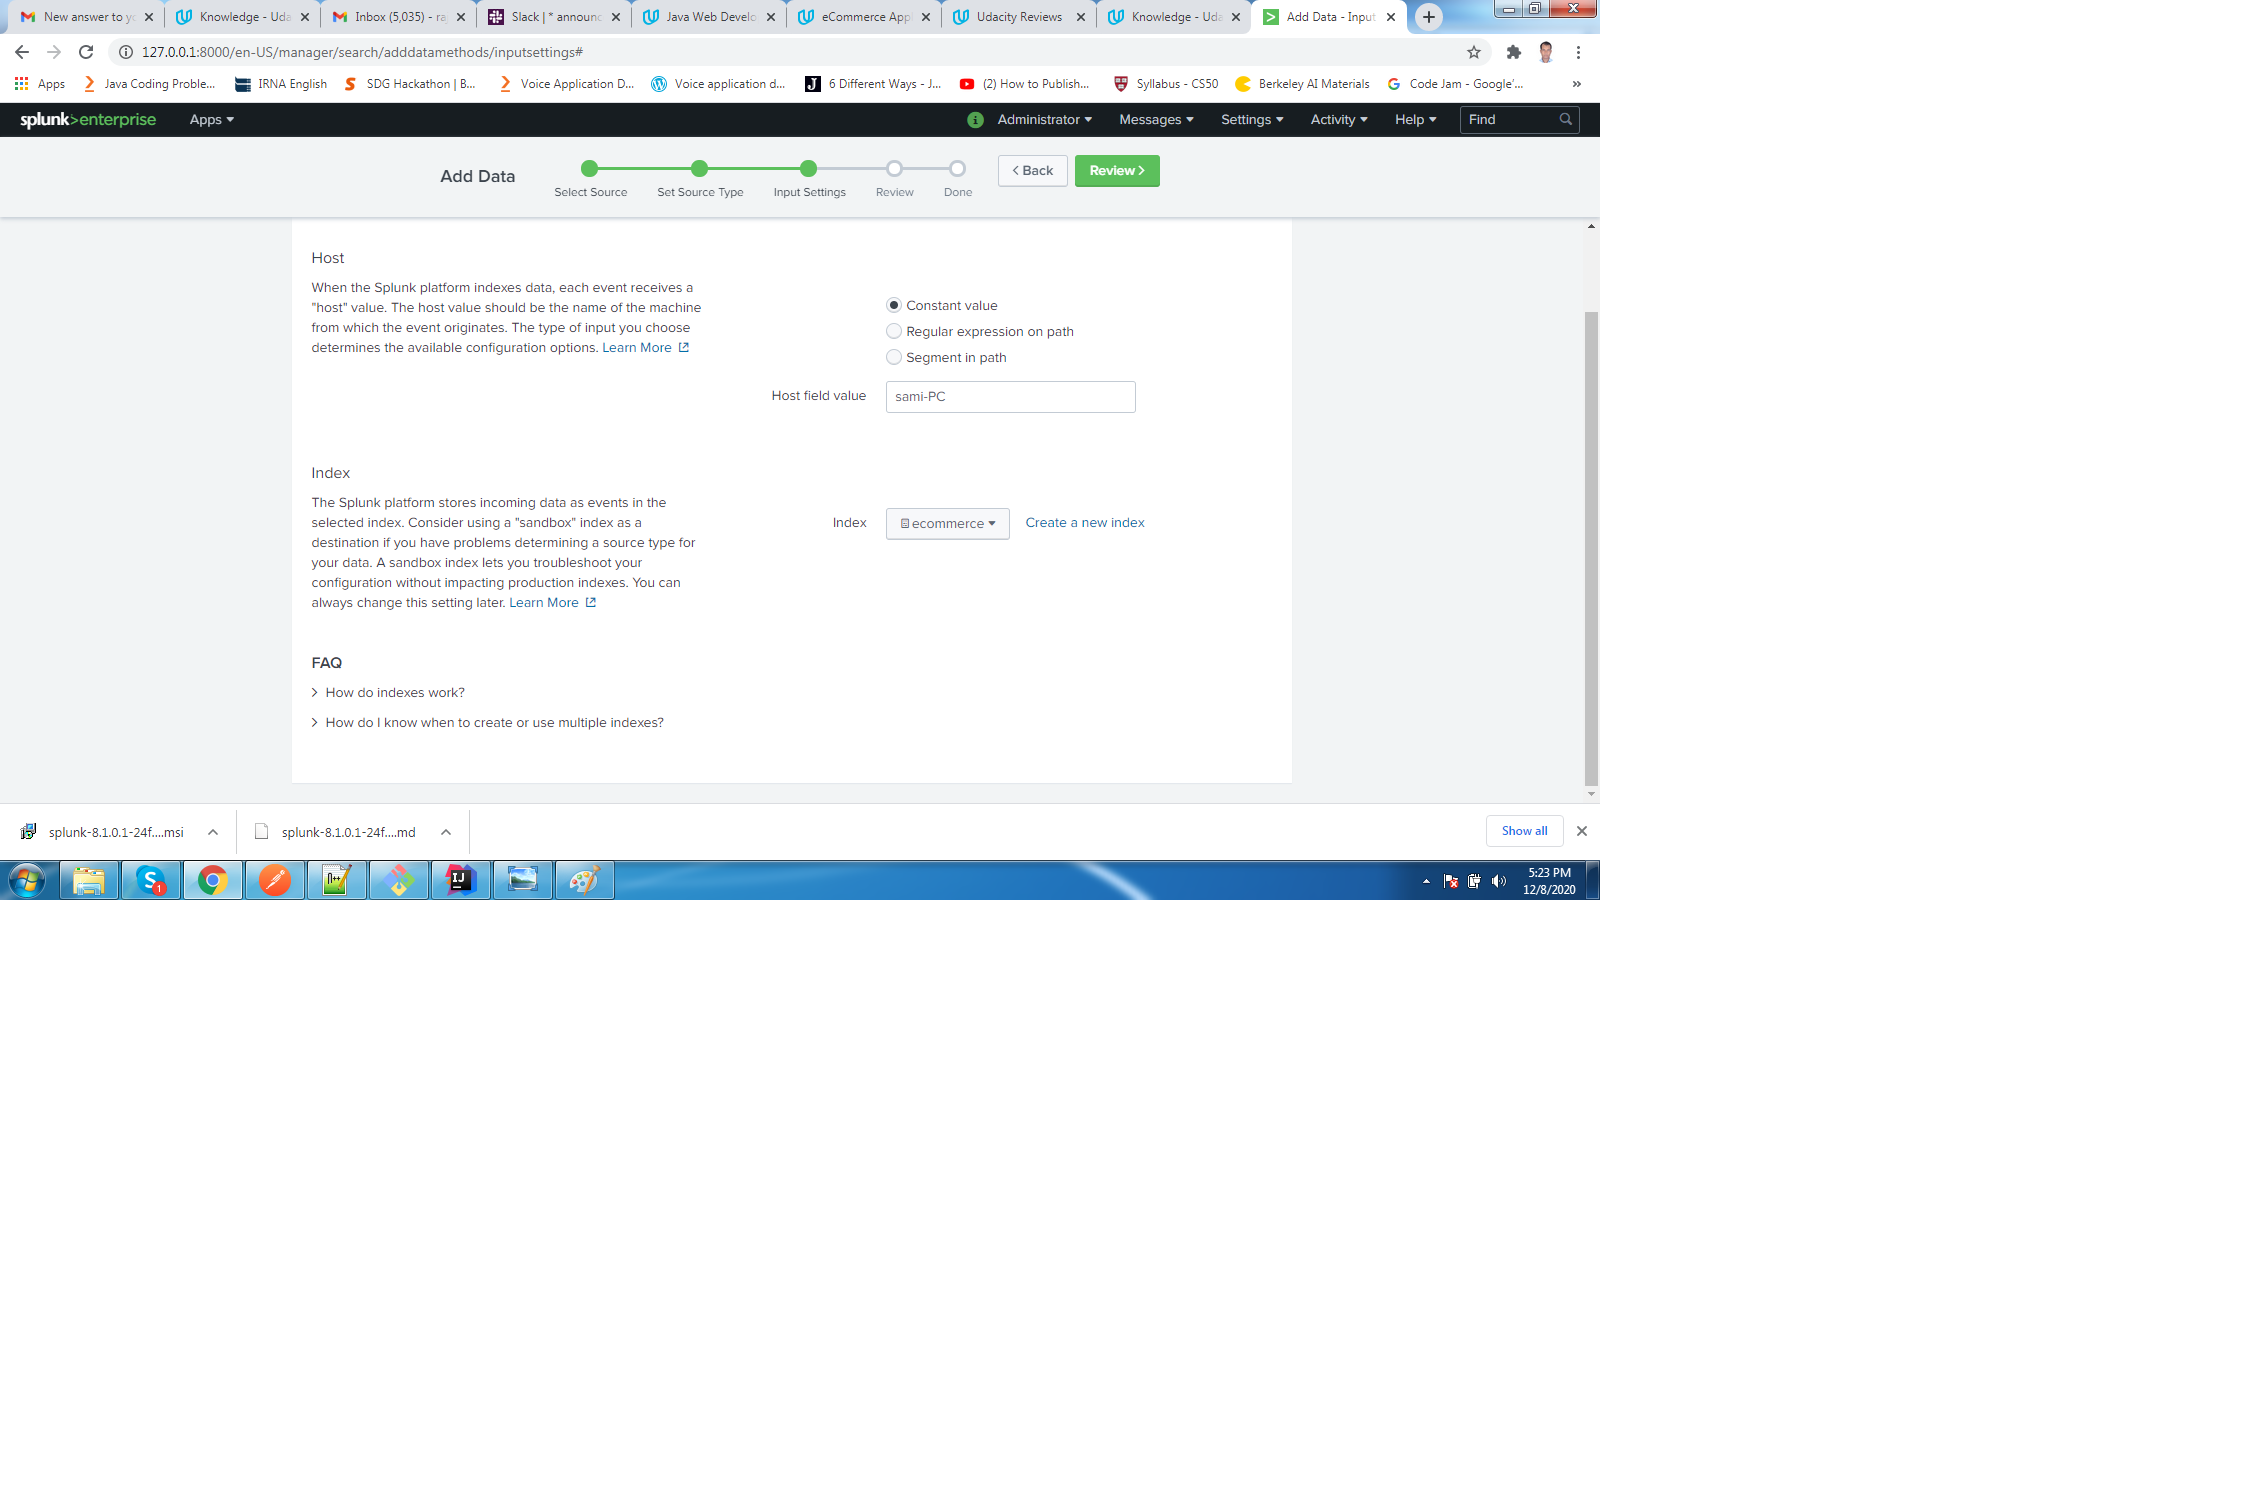 New answer to yo
Knowledge - Uda
Inbox (5,035) - ra
Slack | * announc
Java Web Develo
eCommerce Appl
Udacity Reviews
Knowledge - Uda
Add Data - Input
127.0.0.1:8000/en-US/manager/search/adddatamethods/inputsettings#
Apps
Java Coding Proble...
IRNA English
SDG Hackathon | B...
Voice Application D...
Voice application d...
6 Different Ways - J...
(2) How to Publish...
Syllabus - CS50
Berkeley AI Materials
Code Jam - Google'...
»
splunk>enterprise
Apps
Administrator
Messages
Settings
Activity
Help
Find
Add Data
Select Source
Set Source Type
Input Settings
Review
Done
< Back
Review >
Host
When the Splunk platform indexes data, each event receives a
"host" value. The host value should be the name of the machine
from which the event originates. The type of input you choose
determines the available configuration options. Learn More
Constant value
Regular expression on path
Segment in path
Host field value
sami-PC
Index
The Splunk platform stores incoming data as events in the
selected index. Consider using a "sandbox" index as a
destination if you have problems determining a source type for
your data. A sandbox index lets you troubleshoot your
configuration without impacting production indexes. You can
always change this setting later. Learn More
Index
ecommerce
Create a new index
FAQ
> How do indexes work?
> How do I know when to create or use multiple indexes?
splunk-8.1.0.1-24f....msi
splunk-8.1.0.1-24f....md
Show all
5:23 PM
12/8/2020